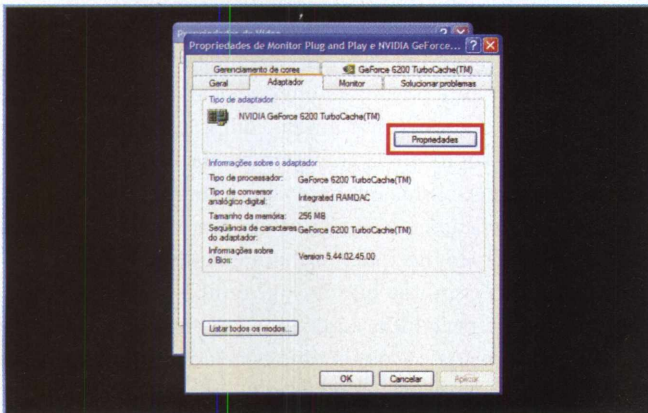 Propriedades de Vídeo
Propriedades de Monitor Plug and Play e NVIDIA GeForce...
Gerenciamento de cores
GeForce 6200 TurboCache(TM)
Geral
Adaptador
Monitor
Solucionar problemas
Tipo de adaptador
NVIDIA GeForce 6200 TurboCache(TM)
Propriedades
Informações sobre o adaptador
Tipo de processador: GeForce 6200 TurboCache(TM)
Tipo de conversor
analógico-digital: Integrated RAMDAC
Tamanho da memória: 256 MB
Seqüência de caracteres GeForce 6200 TurboCache(TM)
do adaptador:
Informações sobre
o Bios: Version 5.44.02.45.00
Listar todos os modos...
OK
Cancelar
Aplicar